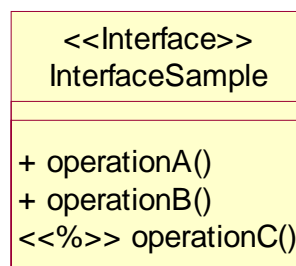 <<Interface>>
InterfaceSample
+ operationA()
+ operationB()
<<%>> operationC()